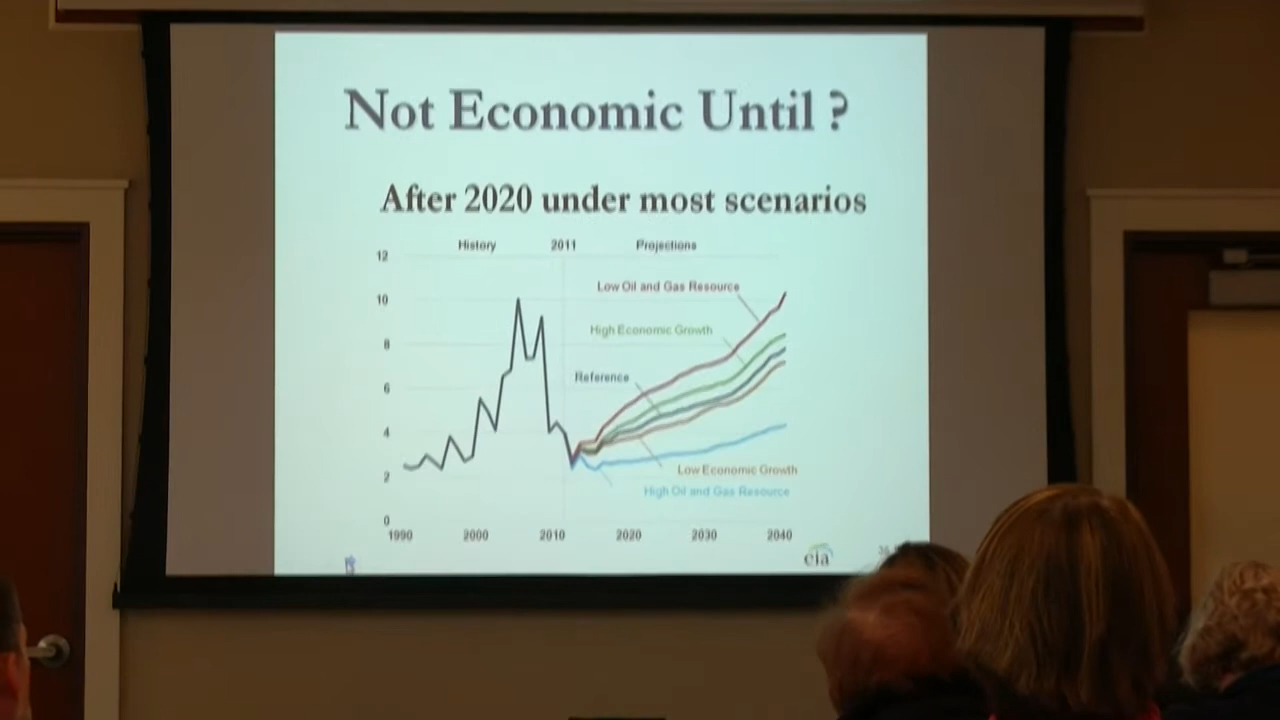 Not Economic Until ?
After 2020 under most scenarios
History 2011 Projections
12
10
8
6
4
2
0
Low Oil and Gas Resource
High Economic Growth
Reference
Low Economic Growth
High Oil and Gas Resource
1990 2000 2010 2020 2030 2040
eia